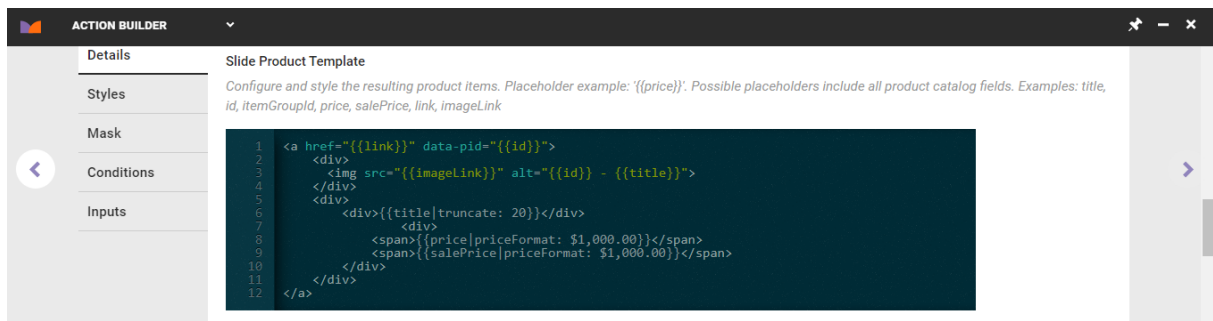 ACTION BUILDER
Details
Styles
Mask
Conditions
Inputs
Slide Product Template
Configure and style the resulting product items. Placeholder example: '{{price}}'. Possible placeholders include all product catalog fields. Examples: title,
id, itemGroupId, price, salePrice, link, imageLink
1 <a href="{{link}}" data-pid="{{id}}">
2 <div>
3 <img src="{{imageLink}}" alt="{{id}} - {{title}}">
4 </div>
5 <div>
6 <div>{{title|truncate: 20}}</div>
7 <div>
8 <span>{{price|priceFormat: $1,000.00}}</span>
9 <span>{{salePrice|priceFormat: $1,000.00}}</span>
10 </div>
11 </div>
12 </a>